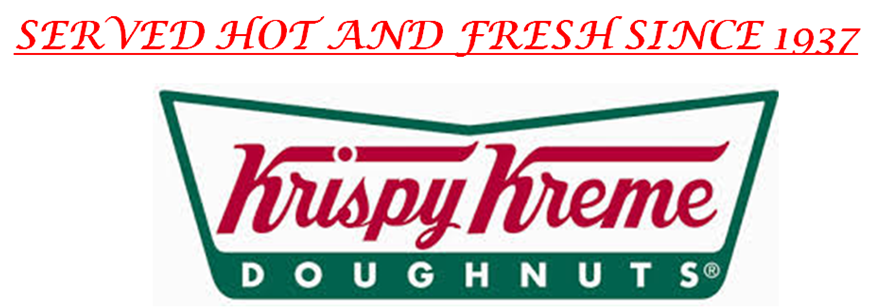 SERVED HOT AND FRESH SINCE 1937
Krispy Kreme
DOUGHNUTS®